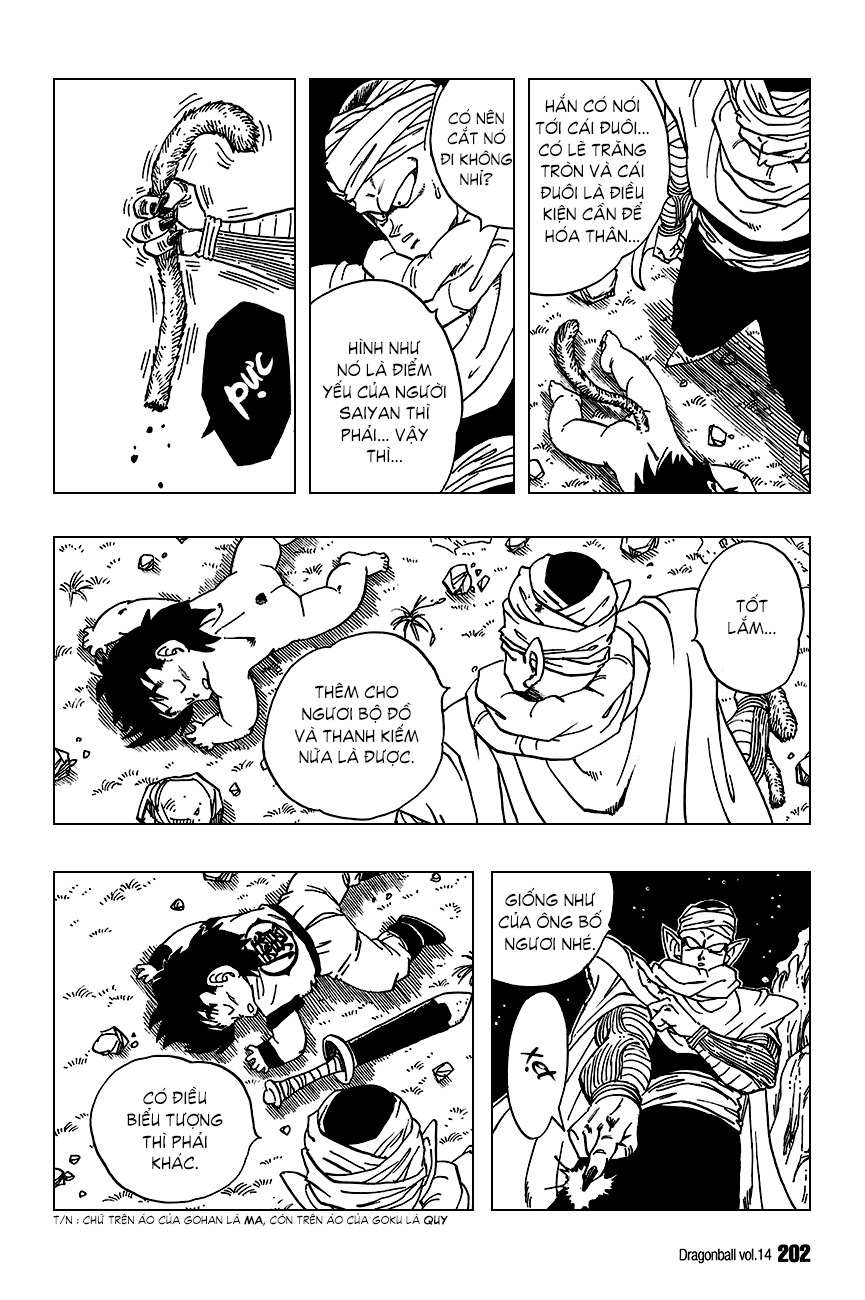 HẮN CÓ NÓI
TỚI CÁI ĐUÔI...
CÓ LẼ TRĂNG
TRÒN VÀ CÁI
ĐUÔI LÀ ĐIỀU
KIỆN CẦN ĐỂ
HÓA THÂN...
CÓ NÊN
CẮT NÓ
ĐI KHÔNG
NHỈ?
HÌNH NHƯ
NÓ LÀ ĐIỂM
YẾU CỦA NGƯỜI
SAIYAN THÌ
PHẢI... VẬY
THÌ...
PỰC
TỐT
LẮM...
THÊM CHO
NGƯƠI BỘ ĐỒ
VÀ THANH KIẾM
NỮA LÀ ĐƯỢC.
GIỐNG NHƯ
CỦA ÔNG BỐ
NGƯƠI NHÉ.
XẸT
CÓ ĐIỀU
BIỂU TƯỢNG
THÌ PHẢI
KHÁC.
T/N : CHỮ TRÊN ÁO CỦA GOHAN LÀ MA, CÒN TRÊN ÁO CỦA GOKU LÀ QUY
Dragonball vol.14 202